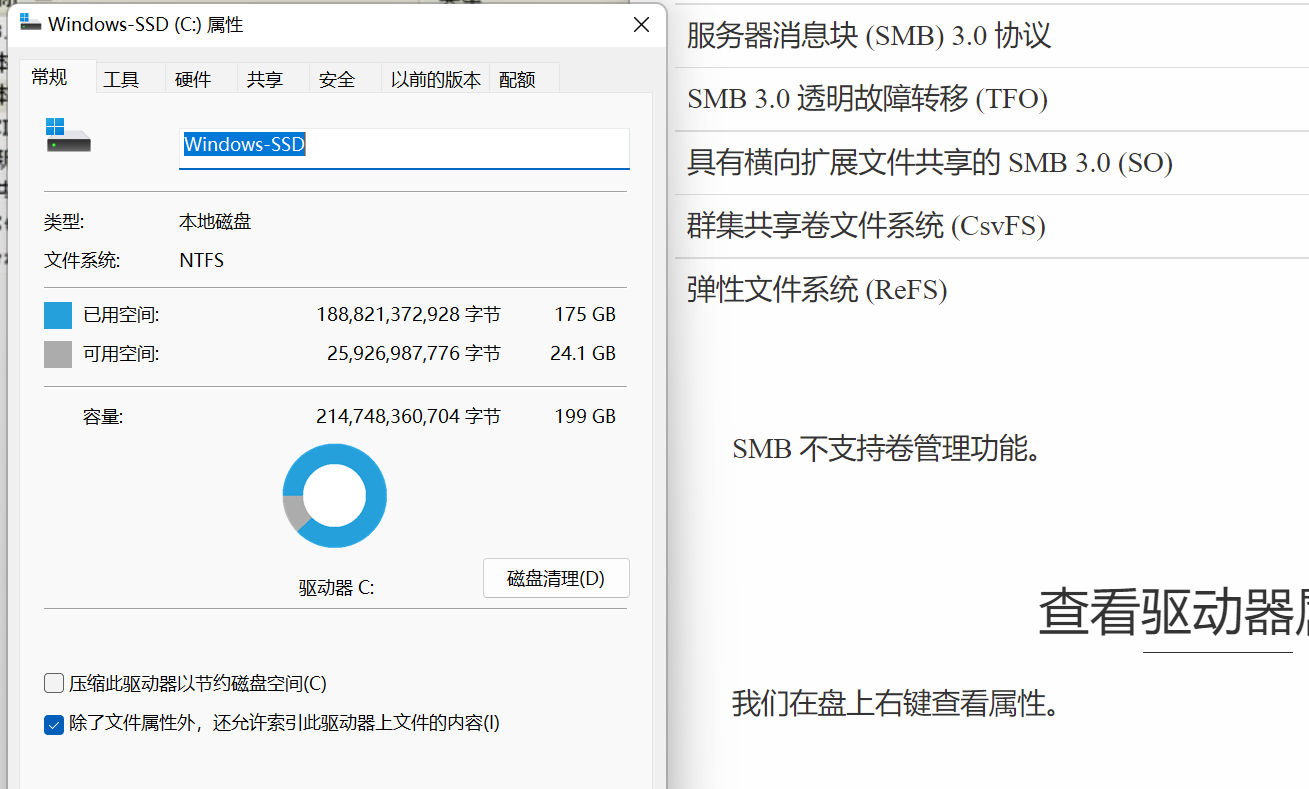 Windows-SSD (C:) 属性
常规 工具 硬件 共享 安全 以前的版本 配额
Windows-SSD
类型: 本地磁盘
文件系统: NTFS
已用空间: 188,821,372,928 字节 175 GB
可用空间: 25,926,987,776 字节 24.1 GB
容量: 214,748,360,704 字节 199 GB
驱动器 C:
磁盘清理(D)
压缩此驱动器以节约磁盘空间(C)
除了文件属性外，还允许索引此驱动器上文件的内容(I)
服务器消息块 (SMB) 3.0 协议
SMB 3.0 透明故障转移 (TFO)
具有横向扩展文件共享的 SMB 3.0 (SO)
群集共享卷文件系统 (CsvFS)
弹性文件系统 (ReFS)
SMB 不支持卷管理功能。
查看驱动器
我们在盘上右键查看属性。